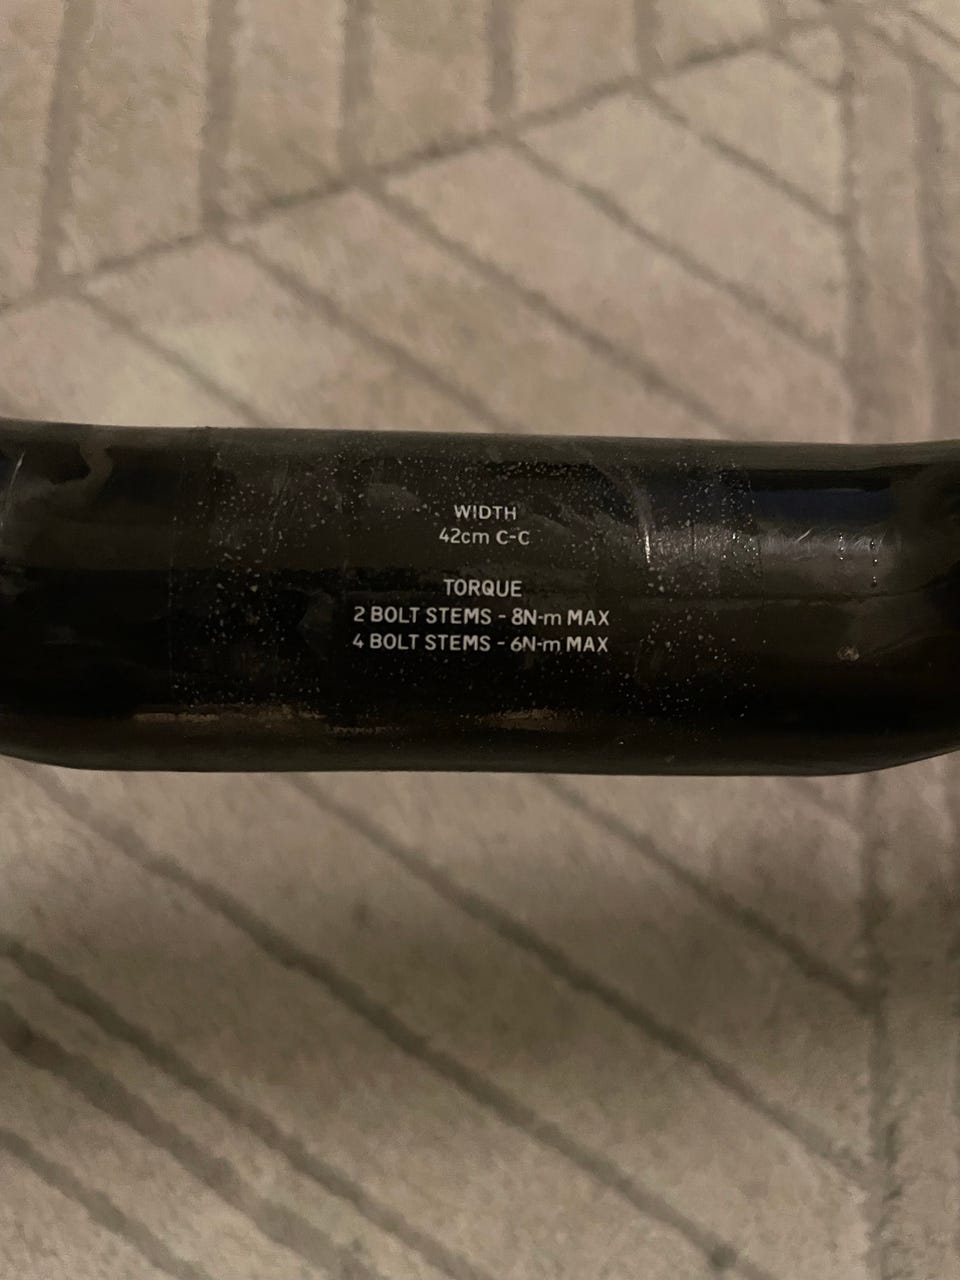 WIDTH
42cm C-C
TORQUE
2 BOLT STEMS - 8N-m MAX
4 BOLT STEMS - 6N-m MAX